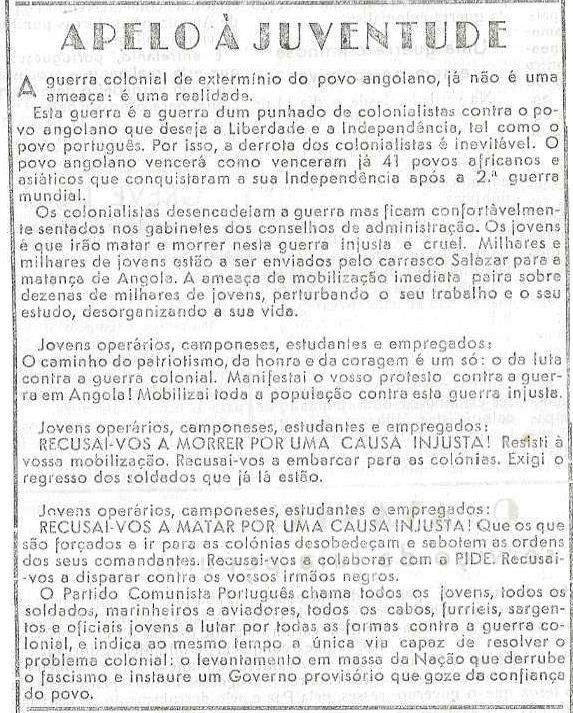 APELO À JUVENTUDE
A guerra colonial de extermínio do povo angolano, já não é uma
ameaça: é uma realidade.
Esta guerra é a guerra dum punhado de colonialistas contra o po-
vo angolano que deseja a Liberdade e a Independência, tal como o
povo português. Por isso, a derrota dos colonialistas é inevitável. O
povo angolano vencerá como venceram já 41 povos africanos e
asiáticos que conquistaram a sua Independência após a 2.ª guerra
mundial.
Os colonialistas desencadeiam a guerra mas ficam confortàvelmen-
te sentados nos gabinetes dos conselhos de administração. Os jovens
é que irão matar e morrer nesta guerra injusta e cruel. Milhares e
milhares de jovens estão a ser enviados pelo carrasco Salazar para a
matança de Angola. A ameaça de mobilização imediata paira sobre
dezenas de milhares de jovens, perturbando o seu trabalho e o seu
estudo, desorganizando a sua vida.
Jovens operários, camponeses, estudantes e empregados:
O caminho do patriotismo, da honra e da coragem é um só: o da luta
contra a guerra colonial. Manifestai o vosso protesto contra a guer-
ra em Angola! Mobilizai toda a população contra esta guerra injusta.
Jovens operários, camponeses, estudantes e empregados:
RECUSAI-VOS A MORRER POR UMA CAUSA INJUSTA! Resisti à
vossa mobilização. Recusai-vos a embarcar para as colónias. Exigi o
regresso dos soldados que já lá estão.
Jovens operários, camponeses, estudantes e empregados:
RECUSAI-VOS A MATAR POR UMA CAUSA INJUSTA! Que os que
são forçados a ir para as colónias desobedeçam e sabotem as ordens
dos seus comandantes. Recusai-vos a colaborar com a PIDE. Recusai-
-vos a disparar contra os vossos irmãos negros.
O Partido Comunista Português chama todos os jovens, todos os
soldados, marinheiros e aviadores, todos os cabos, furriéis, sargen-
tos e oficiais jovens a lutar por todas as formas contra a guerra co-
lonial, e indica ao mesmo tempo a única via capaz de resolver o
problema colonial: o levantamento em massa da Nação que derrube
o fascismo e instaure um Governo provisório que goze da confiança
do povo.